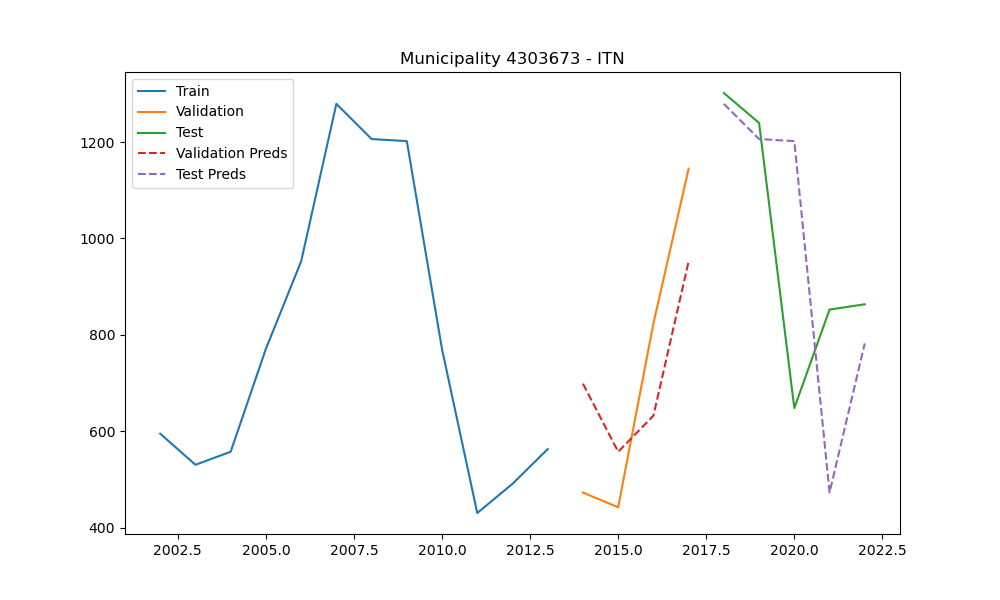 Municipality 4303673 - ITN
Train
Validation
Test
Validation Preds
Test Preds
1200
1000
800
600
400
2002.5 2005.0 2007.5 2010.0 2012.5 2015.0 2017.5 2020.0 2022.5